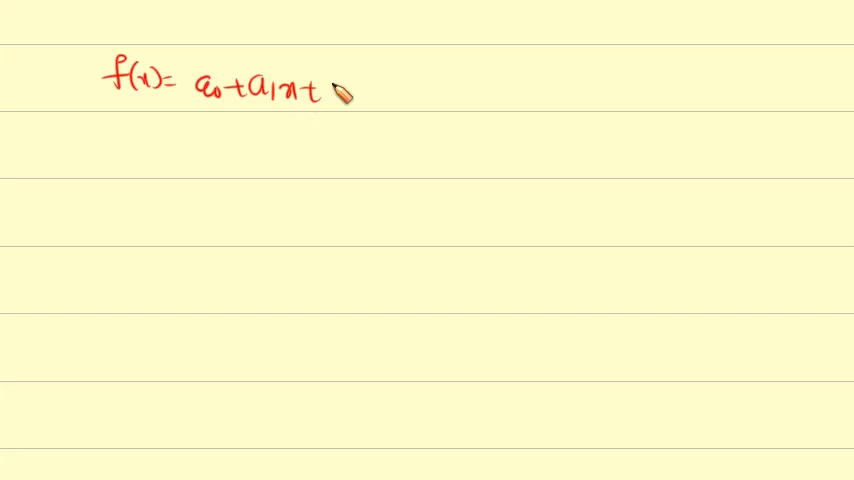 f(x) = a₀ + a₁x +